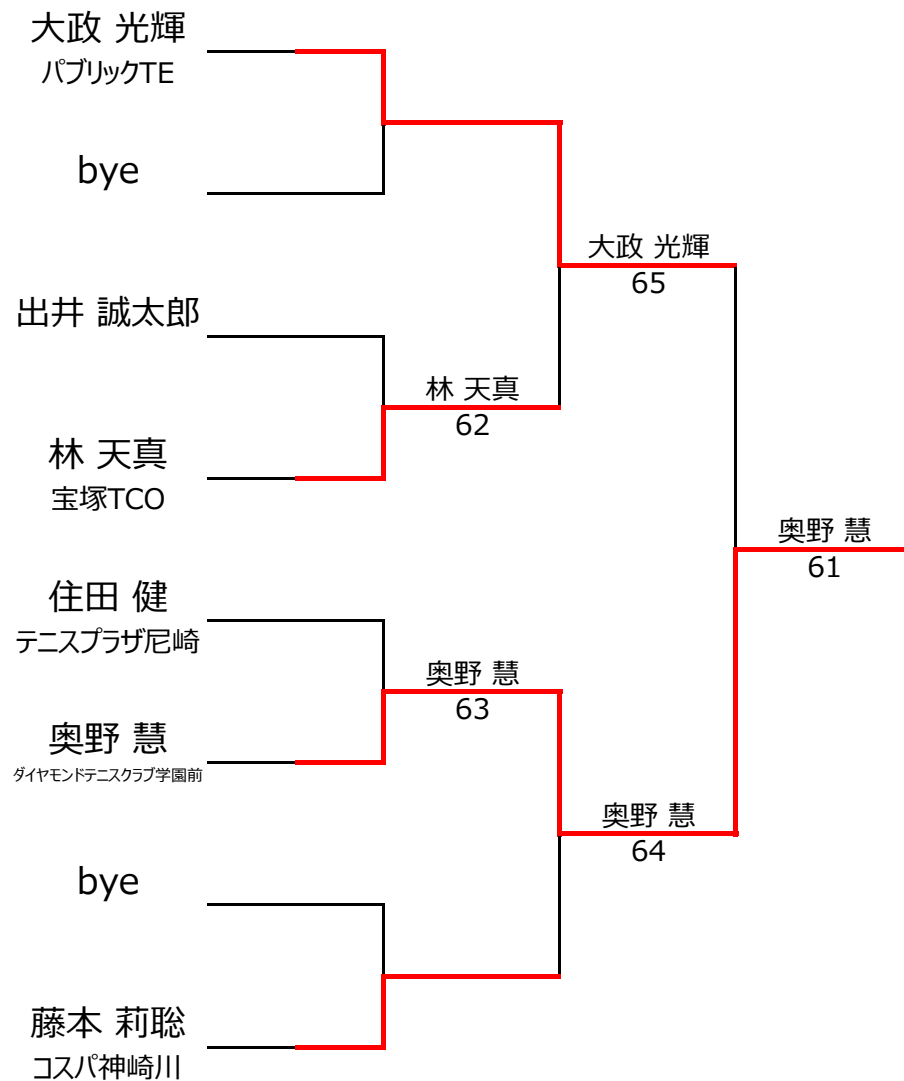 大政 光輝
パブリックTE
bye
出井 誠太郎
林 天真
宝塚TCO
住田 健
テニスプラザ尼崎
奥野 慧
ダイヤモンドテニスクラブ学園前
bye
藤本 莉聡
コスパ神崎川
林 天真
62
奥野 慧
63
大政 光輝
65
奥野 慧
64
奥野 慧
61